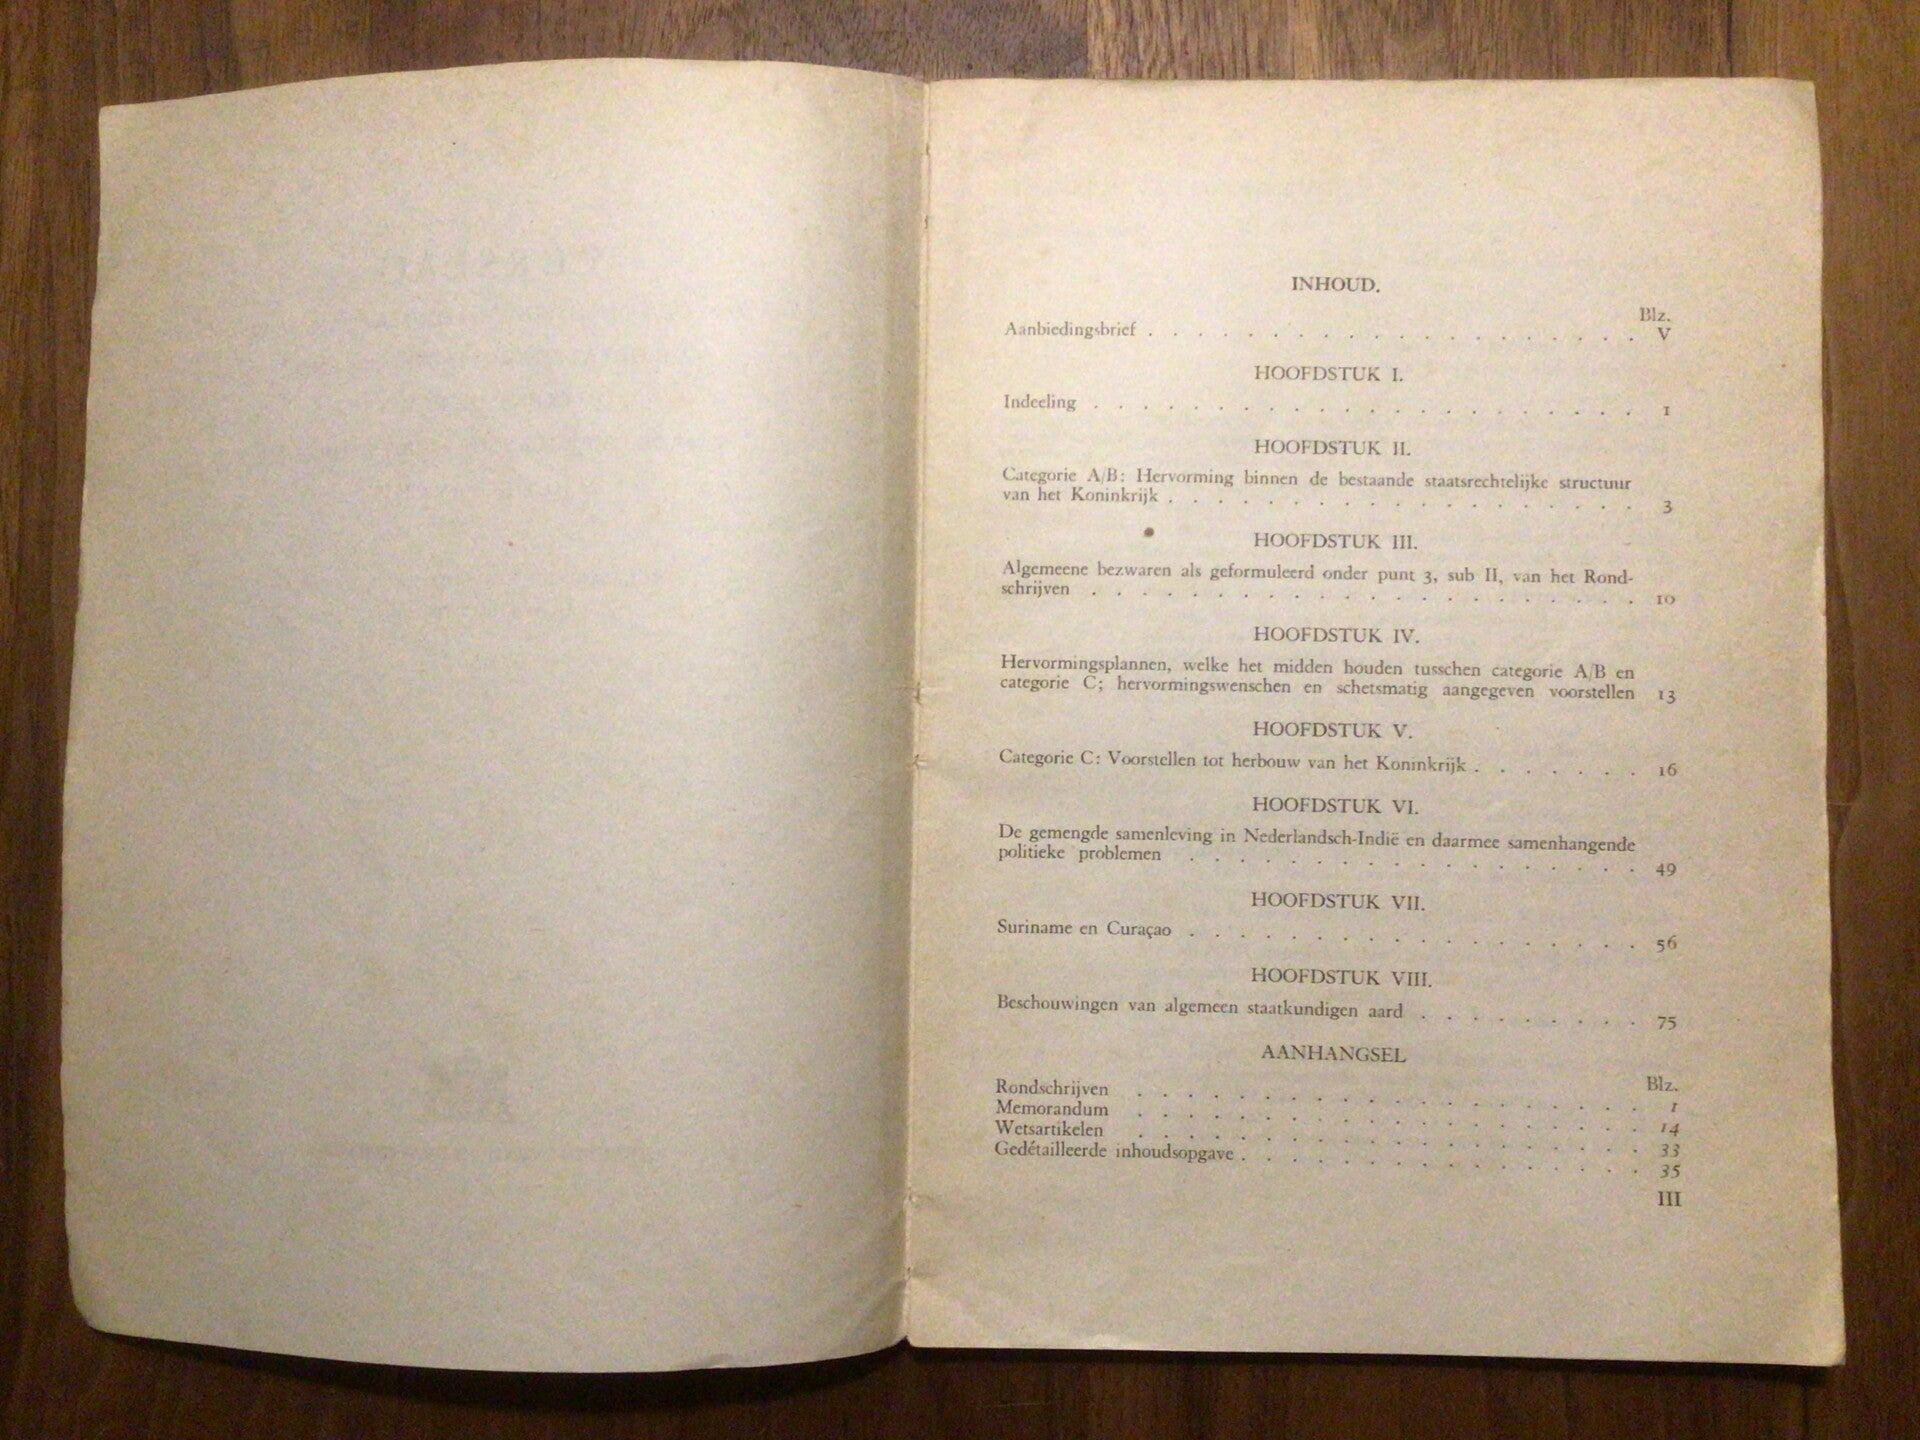 INHOUD.
Blz.
Aanbiedingsbrief . . . . . . . . . . . . . . . . . . . . V
HOOFDSTUK I.
Indeeling . . . . . . . . . . . . . . . . . . . . . . 1
HOOFDSTUK II.
Categorie A/B: Hervorming binnen de bestaande staatsrechtelijke structuur
van het Koninkrijk . . . . . . . . . . . . . . . . . . . 3
HOOFDSTUK III.
Algemeene bezwaren als geformuleerd onder punt 3, sub II, van het Rond-
schrijven . . . . . . . . . . . . . . . . . . . . . . 10
HOOFDSTUK IV.
Hervormingsplannen, welke het midden houden tusschen categorie A/B en
categorie C; hervormingswenschen en schetsmatig aangegeven voorstellen 13
HOOFDSTUK V.
Categorie C: Voorstellen tot herbouw van het Koninkrijk . . . . . . . 16
HOOFDSTUK VI.
De gemengde samenleving in Nederlandsch-Indië en daarmee samenhangende
politieke problemen . . . . . . . . . . . . . . . . . . 49
HOOFDSTUK VII.
Suriname en Curaçao . . . . . . . . . . . . . . . . . . 56
HOOFDSTUK VIII.
Beschouwingen van algemeen staatkundigen aard . . . . . . . . . 75
AANHANGSEL
Blz.
Rondschrijven . . . . . . . . . . . . . . . . . . . . 1
Memorandum . . . . . . . . . . . . . . . . . . . . 14
Wetsartikelen . . . . . . . . . . . . . . . . . . . . 33
Gedétailleerde inhoudsopgave . . . . . . . . . . . . . . . . 35
III